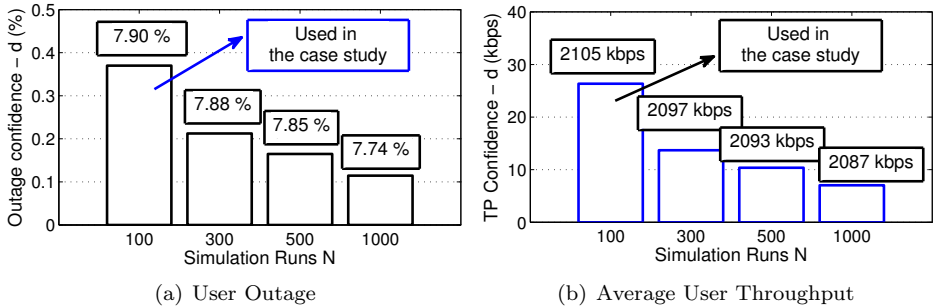 Outage confidence – d (%)
0.5
0.4
0.3
0.2
0.1
0
7.90 %
7.88 %
7.85 %
7.74 %
Used in
the case study
100 300 500 1000
Simulation Runs N
(a) User Outage
TP Confidence – d (kbps)
40
30
20
10
0
2105 kbps
2097 kbps
2093 kbps
2087 kbps
Used in
the case study
100 300 500 1000
Simulation Runs N
(b) Average User Throughput